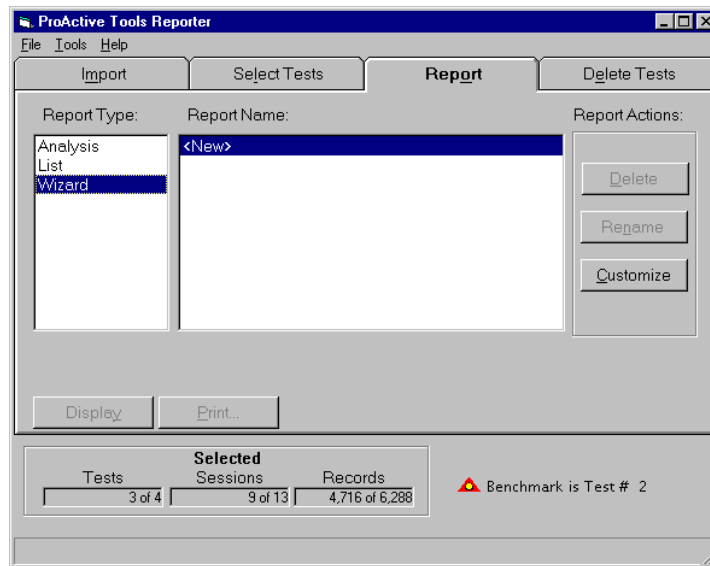 ProActive Tools Reporter
File Tools Help
Import Select Tests Report Delete Tests
Report Type: Report Name: Report Actions:
Analysis
List
Wizard
<New>
Delete
Rename
Customize
Display Print...
Selected
Tests Sessions Records
3 of 4 9 of 13 4,716 of 6,288
Benchmark is Test # 2